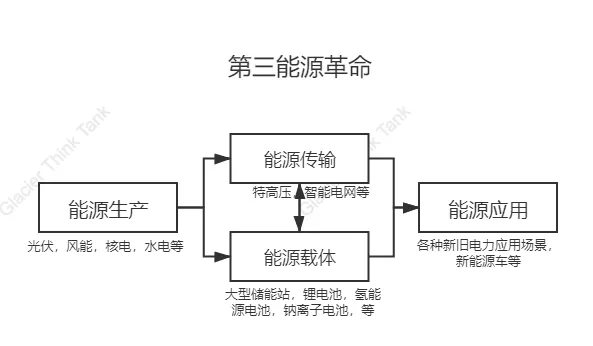 第三能源革命
能源传输
特高压，智能电网等
能源生产
光伏，风能，核电，水电等
能源应用
各种新旧电力应用场景，
新能源车等
能源载体
大型储能站，锂电池，氢能
源电池，钠离子电池，等
Glacier Think Tank
Glacier Think Tank